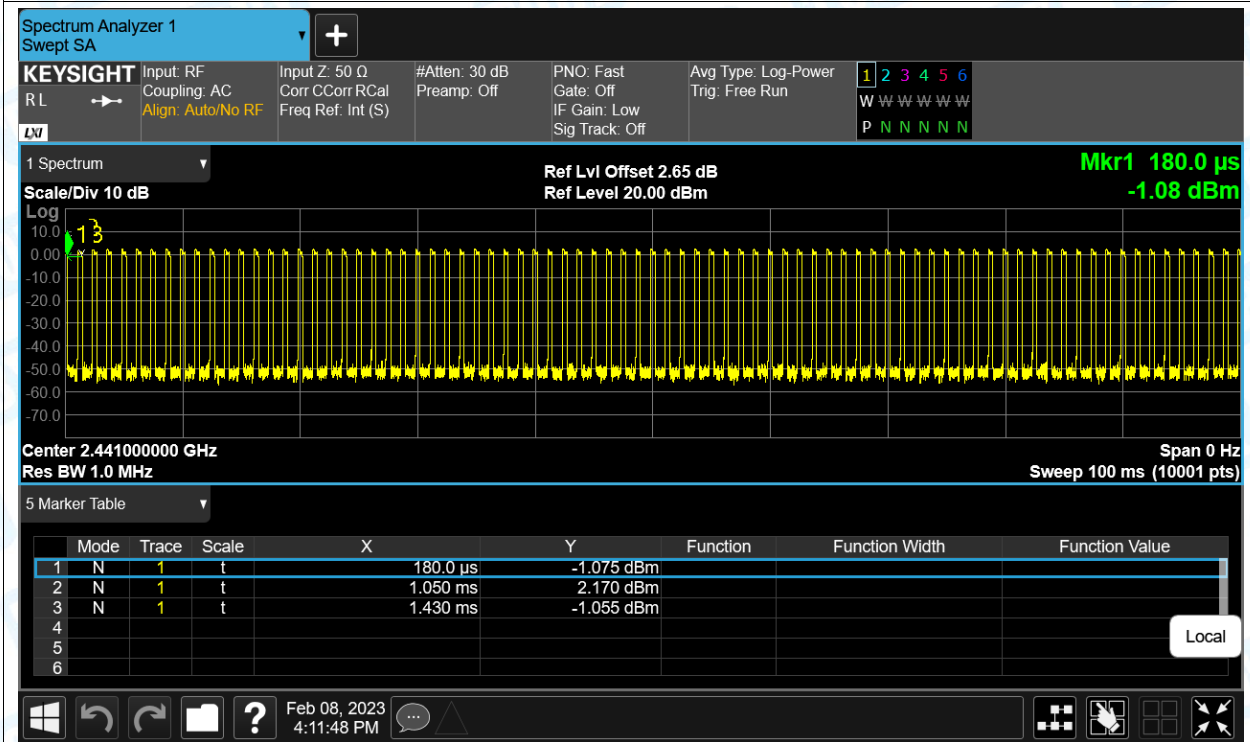 Spectrum Analyzer 1
Swept SA
KEYSIGHT Input: RF Input Z: 50 Ω #Atten: 30 dB PNO: Fast Avg Type: Log-Power 1 2 3 4 5 6
R L Coupling: AC Corr CCorr RCal Preamp: Off Gate: Off Trig: Free Run W W W W W W
Align: Auto/No RF Freq Ref: Int (S) IF Gain: Low
LXI Sig Track: Off P N N N N N
1 Spectrum Ref Lvl Offset 2.65 dB Mkr1 180.0 µs
Scale/Div 10 dB Ref Level 20.00 dBm -1.08 dBm
Log
10.0
0.00
-10.0
-20.0
-30.0
-40.0
-50.0
-60.0
-70.0
1 3
Center 2.441000000 GHz Span 0 Hz
Res BW 1.0 MHz Sweep 100 ms (10001 pts)
5 Marker Table
Mode Trace Scale X Y Function Function Width Function Value
1 N 1 t 180.0 µs -1.075 dBm
2 N 1 t 1.050 ms 2.170 dBm
3 N 1 t 1.430 ms -1.055 dBm
4
5
6
Local
? Feb 08, 2023
4:11:48 PM